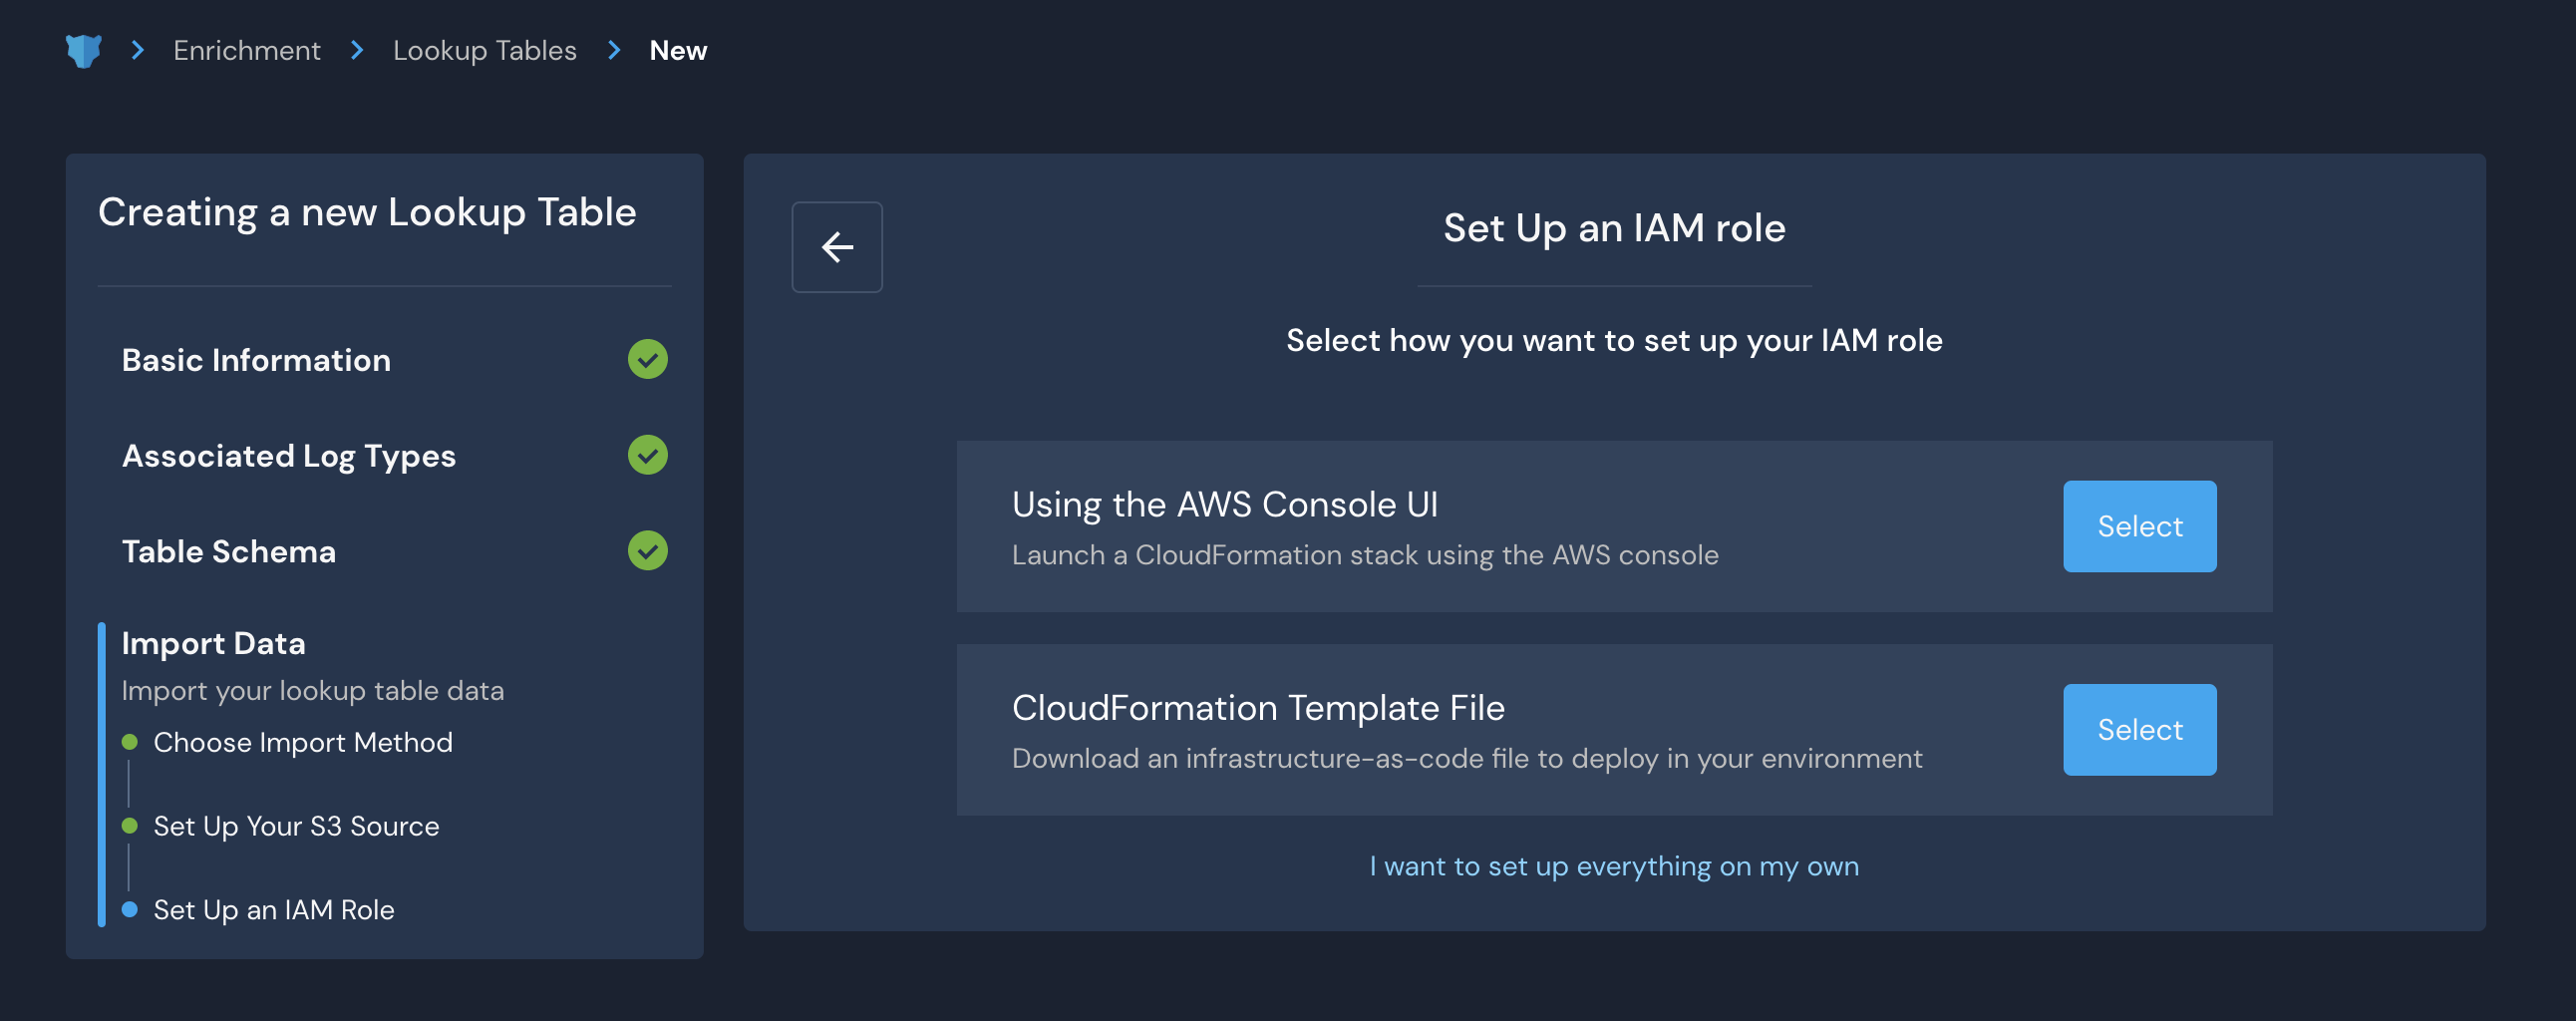 Enrichment Lookup Tables New
Creating a new Lookup Table
Basic Information
Associated Log Types
Table Schema
Import Data
Import your lookup table data
Choose Import Method
Set Up Your S3 Source
Set Up an IAM Role
Set Up an IAM role
Select how you want to set up your IAM role
Using the AWS Console UI
Launch a CloudFormation stack using the AWS console
Select
CloudFormation Template File
Download an infrastructure-as-code file to deploy in your environment
Select
I want to set up everything on my own